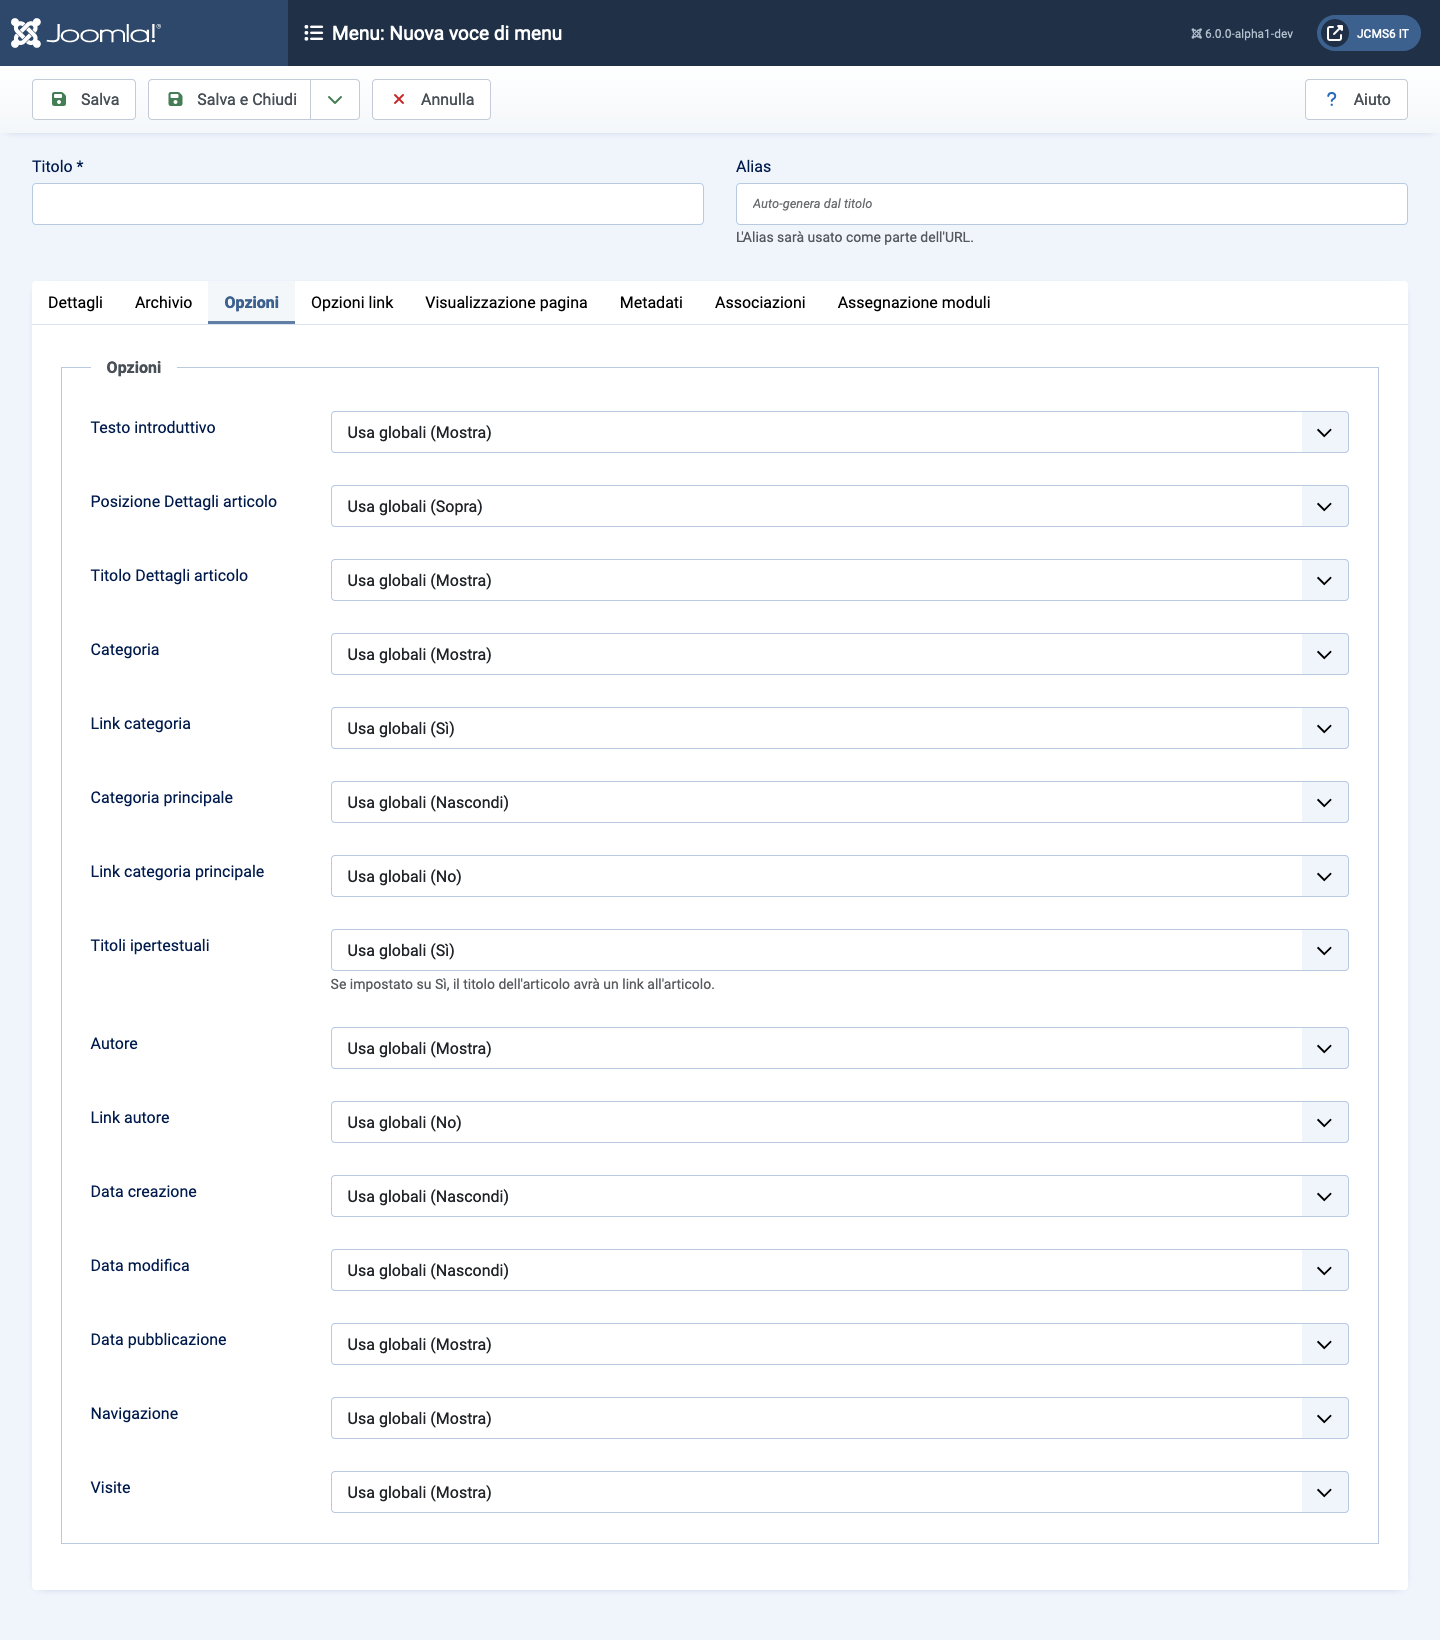 Joomla!®
Menu: Nuova voce di menu
6.0.0-alpha1-dev
JCMS6 IT
Salva
Salva e Chiudi
Annulla
? Aiuto
Titolo *
Alias
Auto-genera dal titolo
L'Alias sarà usato come parte dell'URL.
Dettagli Archivio Opzioni Opzioni link Visualizzazione pagina Metadati Associazioni Assegnazione moduli
Opzioni
Testo introduttivo
Usa globali (Mostra)
Posizione Dettagli articolo
Usa globali (Sopra)
Titolo Dettagli articolo
Usa globali (Mostra)
Categoria
Usa globali (Mostra)
Link categoria
Usa globali (Sì)
Categoria principale
Usa globali (Nascondi)
Link categoria principale
Usa globali (No)
Titoli ipertestuali
Usa globali (Sì)
Se impostato su Sì, il titolo dell'articolo avrà un link all'articolo.
Autore
Usa globali (Mostra)
Link autore
Usa globali (No)
Data creazione
Usa globali (Nascondi)
Data modifica
Usa globali (Nascondi)
Data pubblicazione
Usa globali (Mostra)
Navigazione
Usa globali (Mostra)
Visite
Usa globali (Mostra)